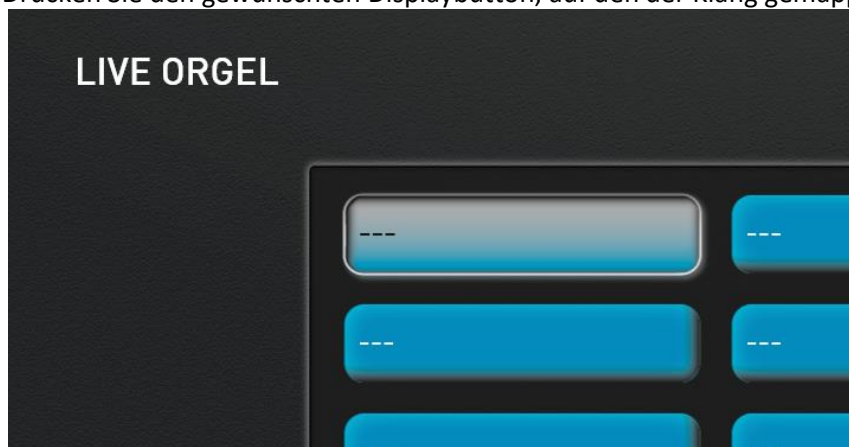 Drücken Sie den gewünschten Displaybutton, auf den der Klang
LIVE ORGEL
--- ---
--- ---